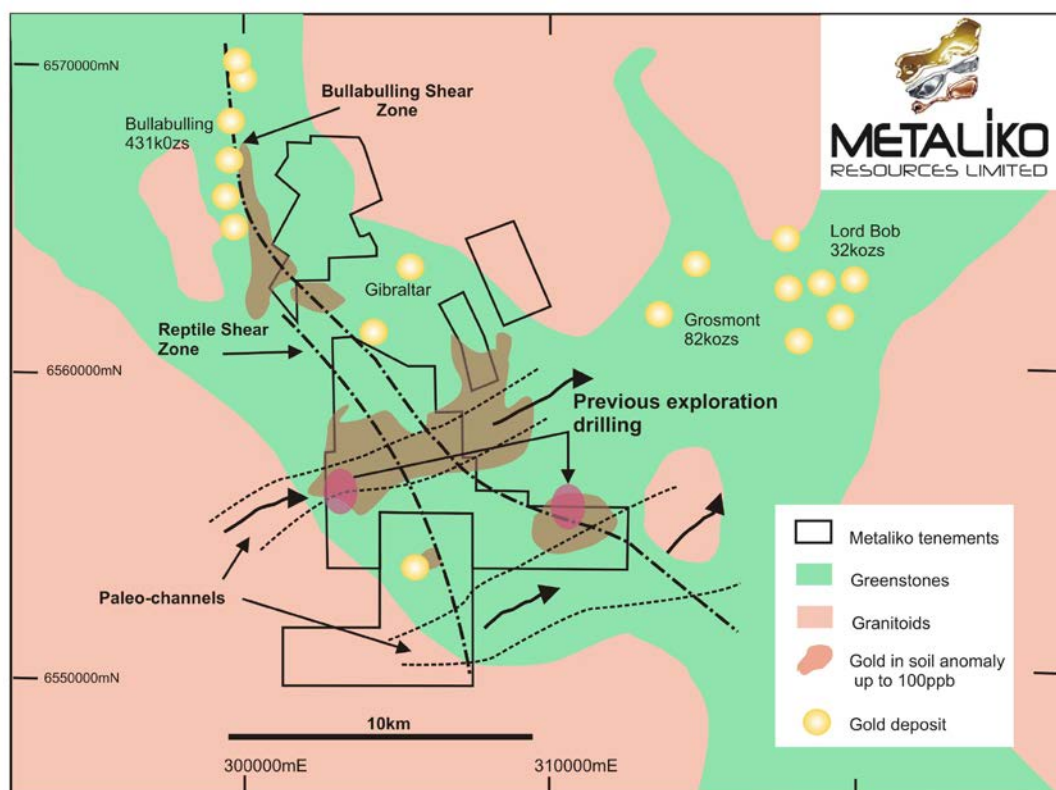 6570000mN
Bullabulling Shear
Zone
Bullabulling
431k0zs
METALIKO
RESOURCES LIMITED
Lord Bob
32kozs
Gibraltar
Grosmont
82kozs
Reptile Shear
Zone
6560000mN
Previous exploration
drilling
Paleo-channels
6550000mN
Metaliko tenements
Greenstones
Granitoids
Gold in soil anomaly
up to 100ppb
Gold deposit
10km
300000mE
310000mE